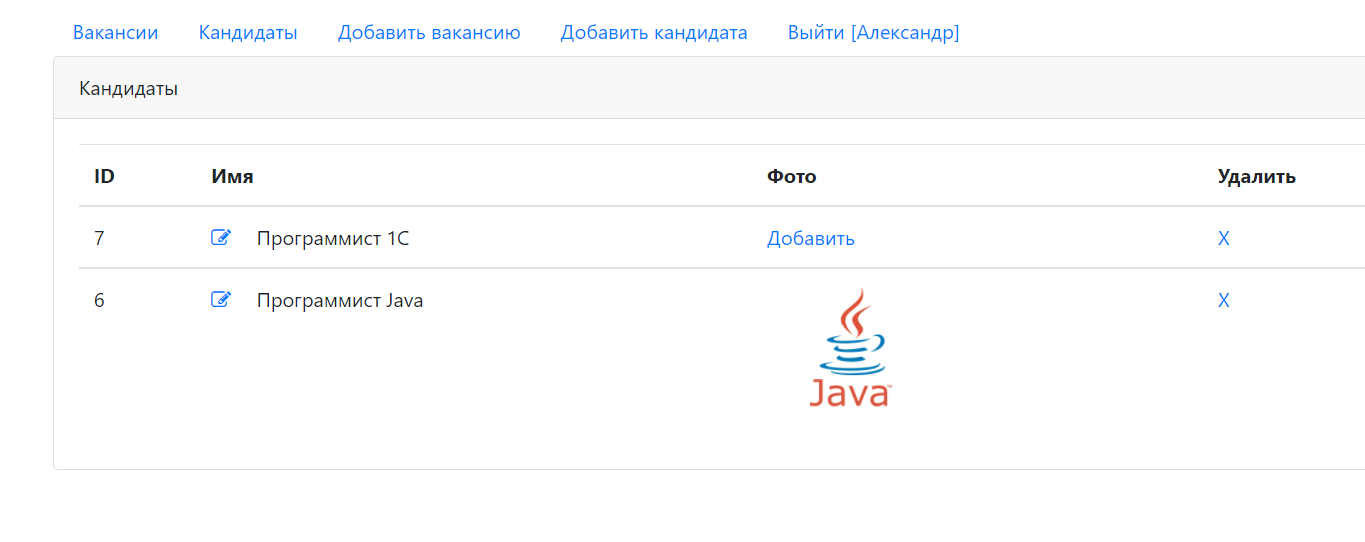 Вакансии Кандидаты Добавить вакансию Добавить кандидата Выйти [Александр]
Кандидаты
ID Имя Фото Удалить
7 Программист 1С Добавить X
6 Программист Java X
Java™